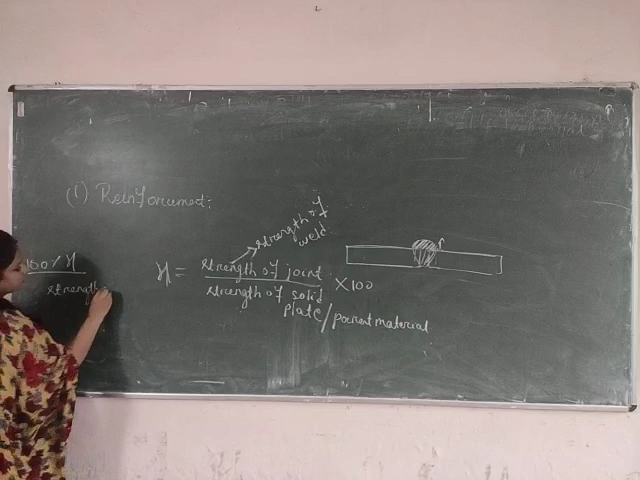 (1) Reinforcement:
strength of
weld
100% η
strength
η = strength of joint
strength of solid × 100
plate/parent material